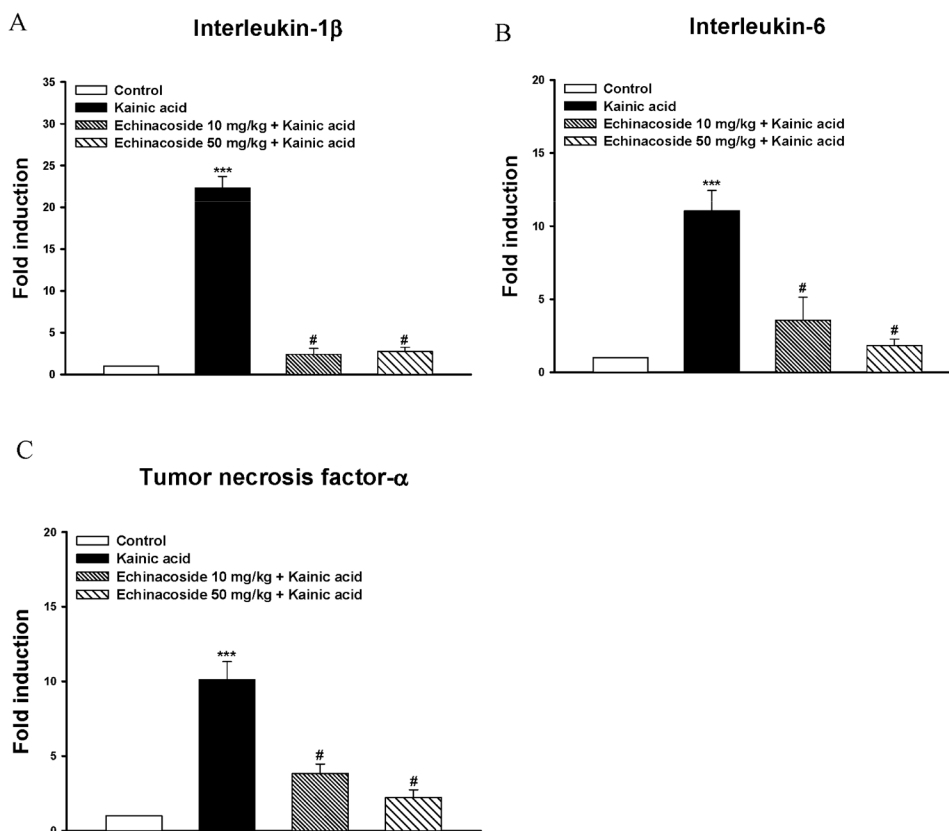 A
Interleukin-1β
Control
Kainic acid
Echinacoside 10 mg/kg + Kainic acid
Echinacoside 50 mg/kg + Kainic acid
Fold induction
35
30
25
20
15
10
5
0
***
#
#
B
Interleukin-6
Control
Kainic acid
Echinacoside 10 mg/kg + Kainic acid
Echinacoside 50 mg/kg + Kainic acid
Fold induction
20
15
10
5
0
***
#
#
C
Tumor necrosis factor-α
Control
Kainic acid
Echinacoside 10 mg/kg + Kainic acid
Echinacoside 50 mg/kg + Kainic acid
Fold induction
20
15
10
5
0
***
#
#